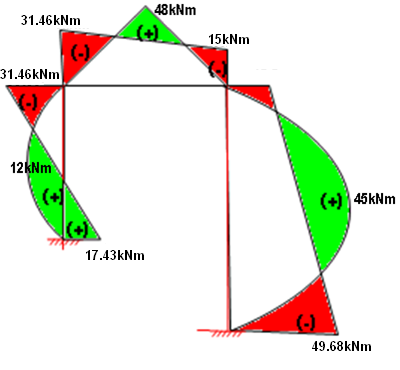 48kNm
31.46kNm
(+)
15kNm
(-)
(-)
31.46kNm
(-)
12kNm
(+)
(+)
45kNm
(+)
17.43kNm
(-)
49.68kNm